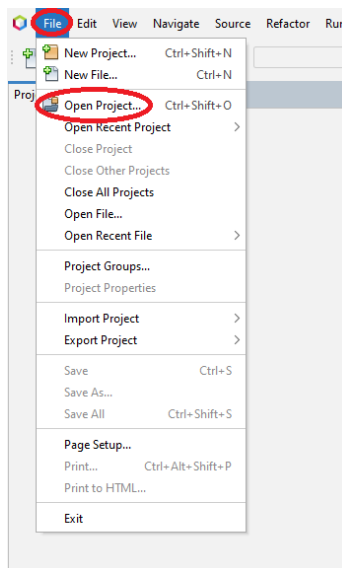 File Edit View Navigate Source Refactor
New Project... Ctrl+Shift+N
New File... Ctrl+N
Open Project... Ctrl+Shift+O
Open Recent Project >
Close Project
Close Other Projects
Close All Projects
Open File...
Open Recent File >
Project Groups...
Project Properties
Import Project >
Export Project >
Save Ctrl+S
Save As...
Save All Ctrl+Shift+S
Page Setup...
Print... Ctrl+Alt+Shift+P
Print to HTML...
Exit